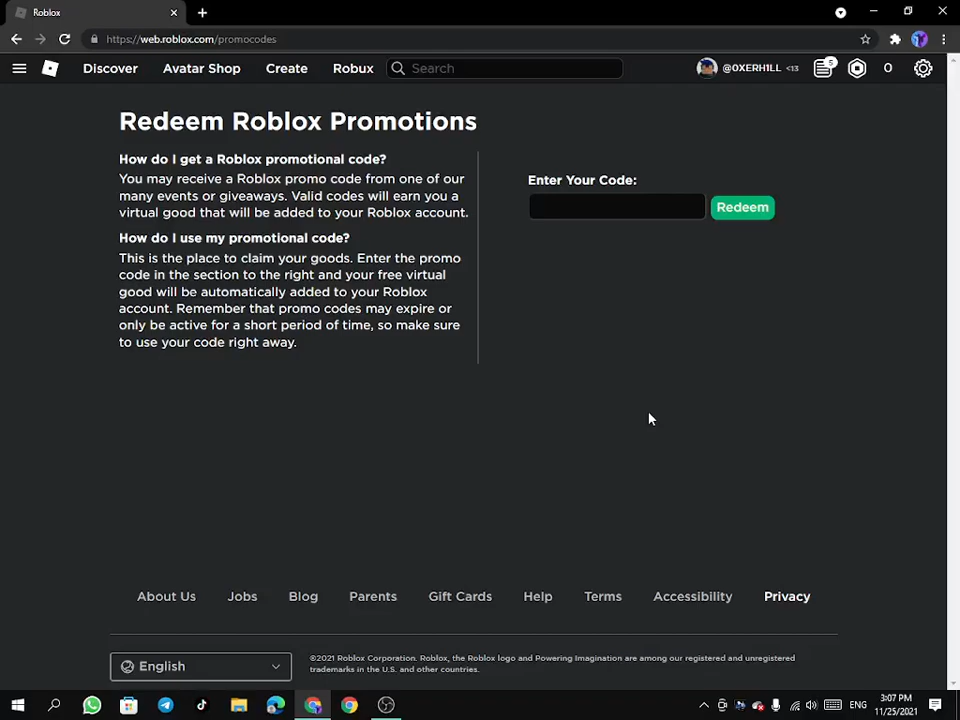 Roblox
https://web.roblox.com/promocodes
Discover Avatar Shop Create Robux Search @0XERH1LL <13 5 0
Redeem Roblox Promotions
How do I get a Roblox promotional code?
You may receive a Roblox promo code from one of our
many events or giveaways. Valid codes will earn you a
virtual good that will be added to your Roblox account.
How do I use my promotional code?
This is the place to claim your goods. Enter the promo
code in the section to the right and your free virtual
good will be automatically added to your Roblox
account. Remember that promo codes may expire or
only be active for a short period of time, so make sure
to use your code right away.
Enter Your Code:
Redeem
About Us Jobs Blog Parents Gift Cards Help Terms Accessibility Privacy
English
©2021 Roblox Corporation. Roblox, the Roblox logo and Powering Imagination are among our registered and unregistered
trademarks in the U.S. and other countries.
ENG
3:07 PM
11/25/2021